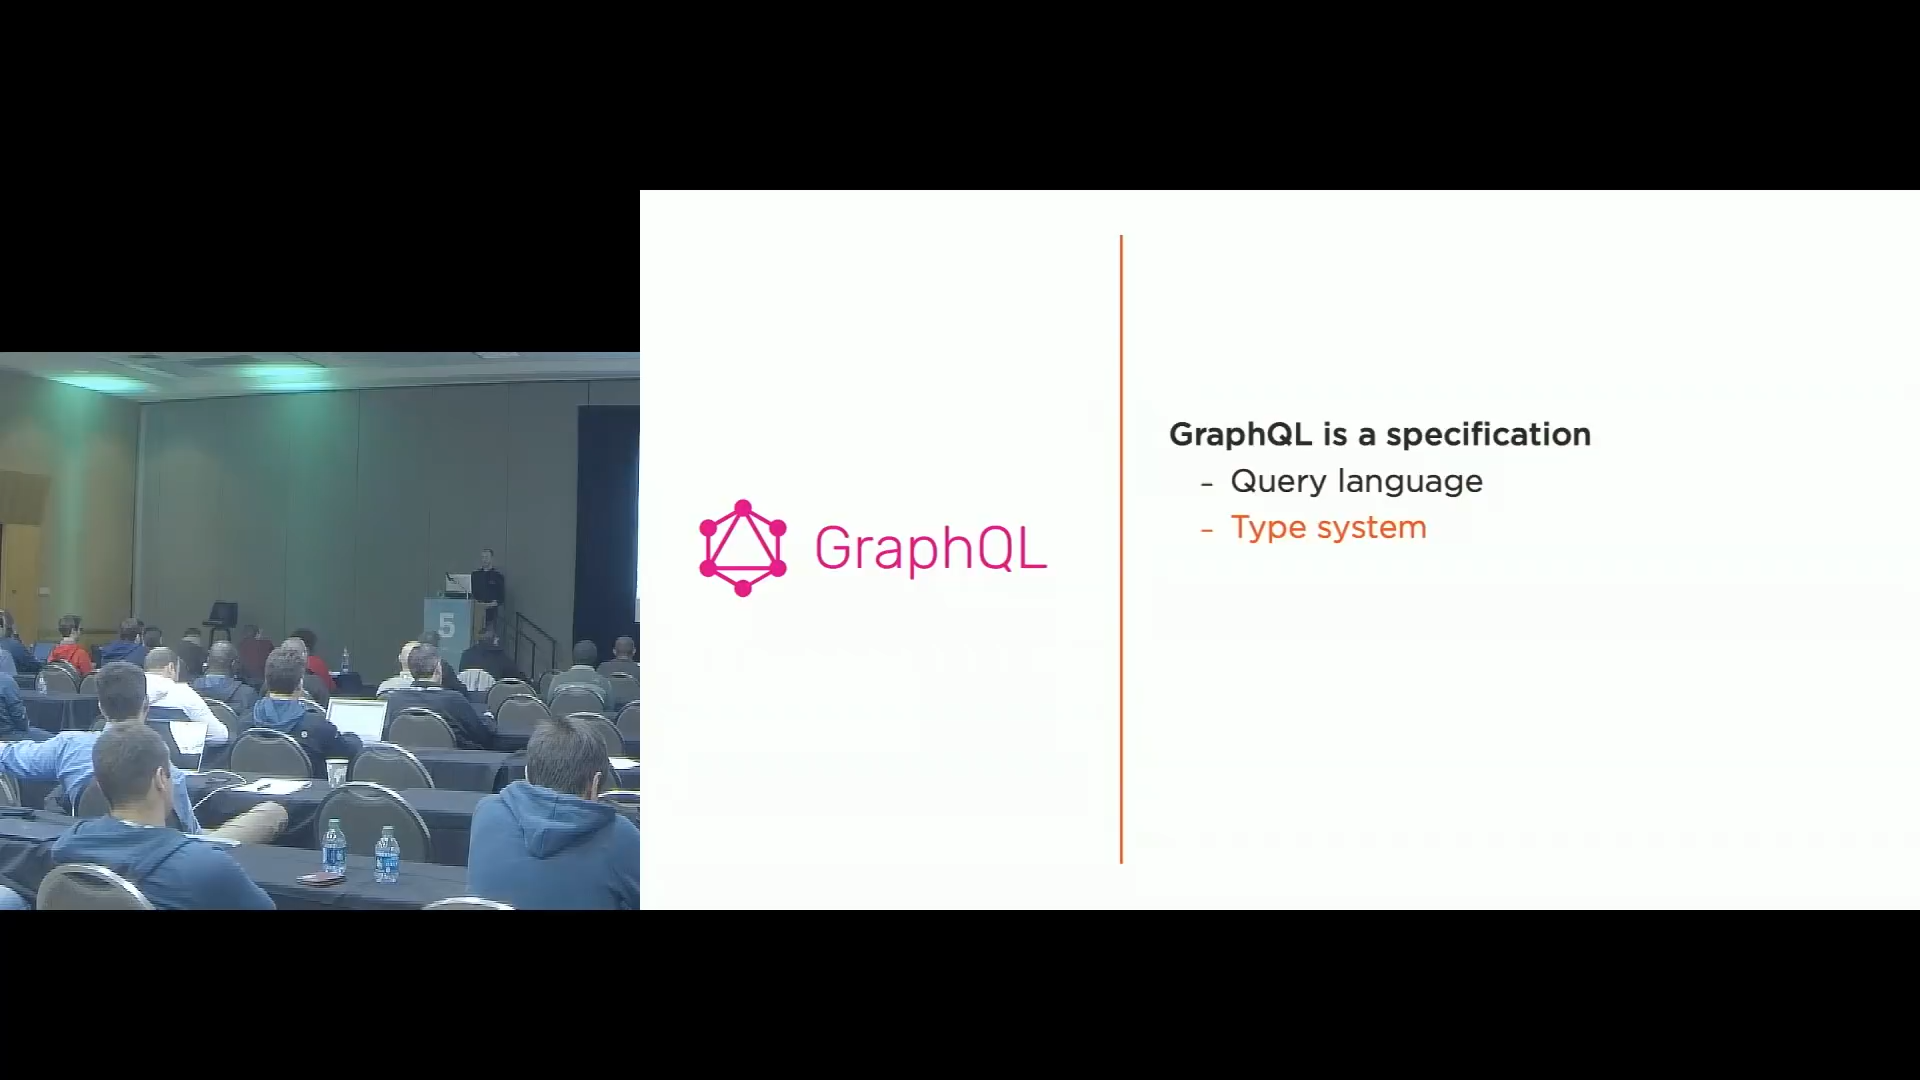 GraphQL
GraphQL is a specification
- Query language
- Type system
5